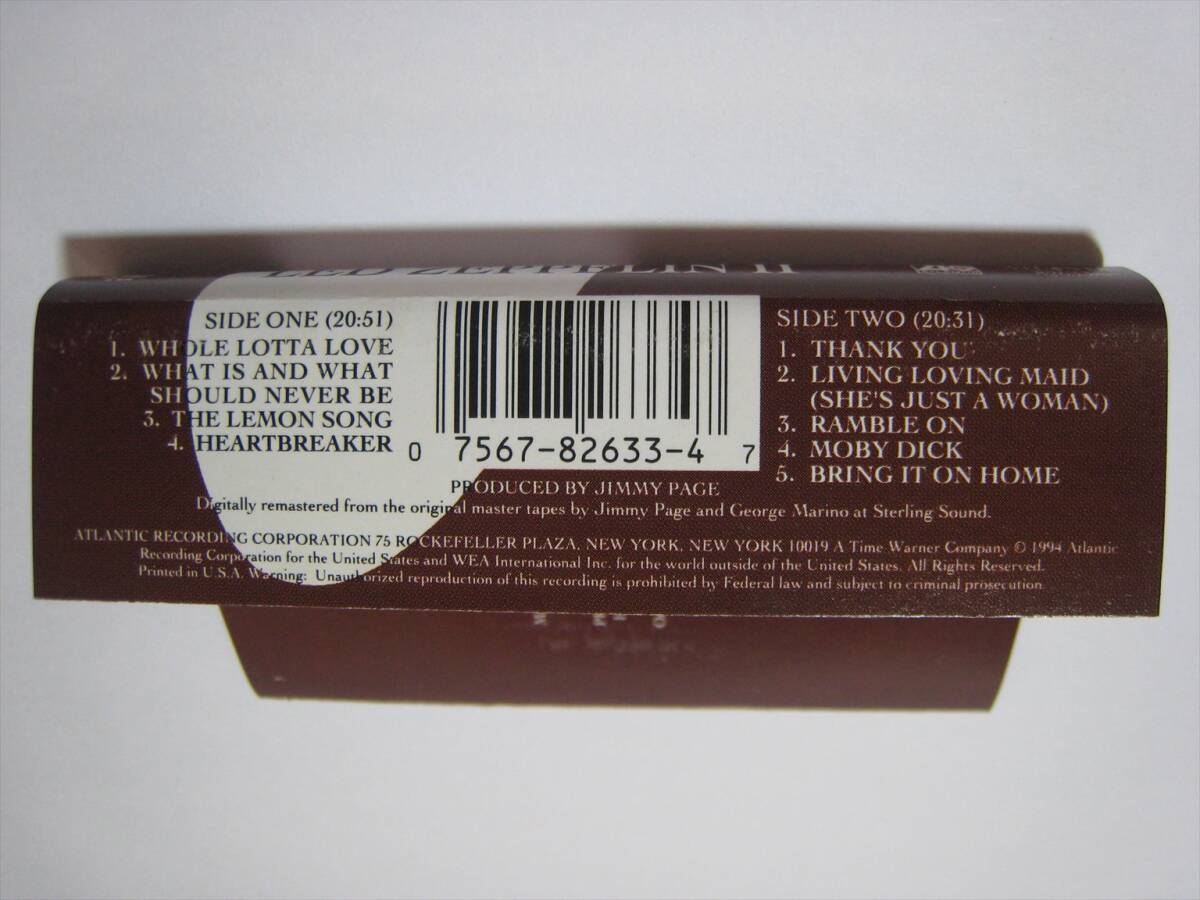 LED ZEPPELIN II
SIDE ONE (20:51)
1. WHOLE LOTTA LOVE
2. WHAT IS AND WHAT
SHOULD NEVER BE
3. THE LEMON SONG
4. HEARTBREAKER
0 7567-82633-4 7
SIDE TWO (20:31)
1. THANK YOU
2. LIVING LOVING MAID
(SHE'S JUST A WOMAN)
3. RAMBLE ON
4. MOBY DICK
5. BRING IT ON HOME
PRODUCED BY JIMMY PAGE
Digitally remastered from the original master tapes by Jimmy Page and George Marino at Sterling Sound.
ATLANTIC RECORDING CORPORATION 75 ROCKEFELLER PLAZA, NEW YORK, NEW YORK 10019 A Time Warner Company © 1994 Atlantic
Recording Corporation for the United States and WEA International Inc. for the world outside of the United States. All Rights Reserved.
Printed in U.S.A. Warning: Unauthorized reproduction of this recording is prohibited by Federal law and subject to criminal prosecution.